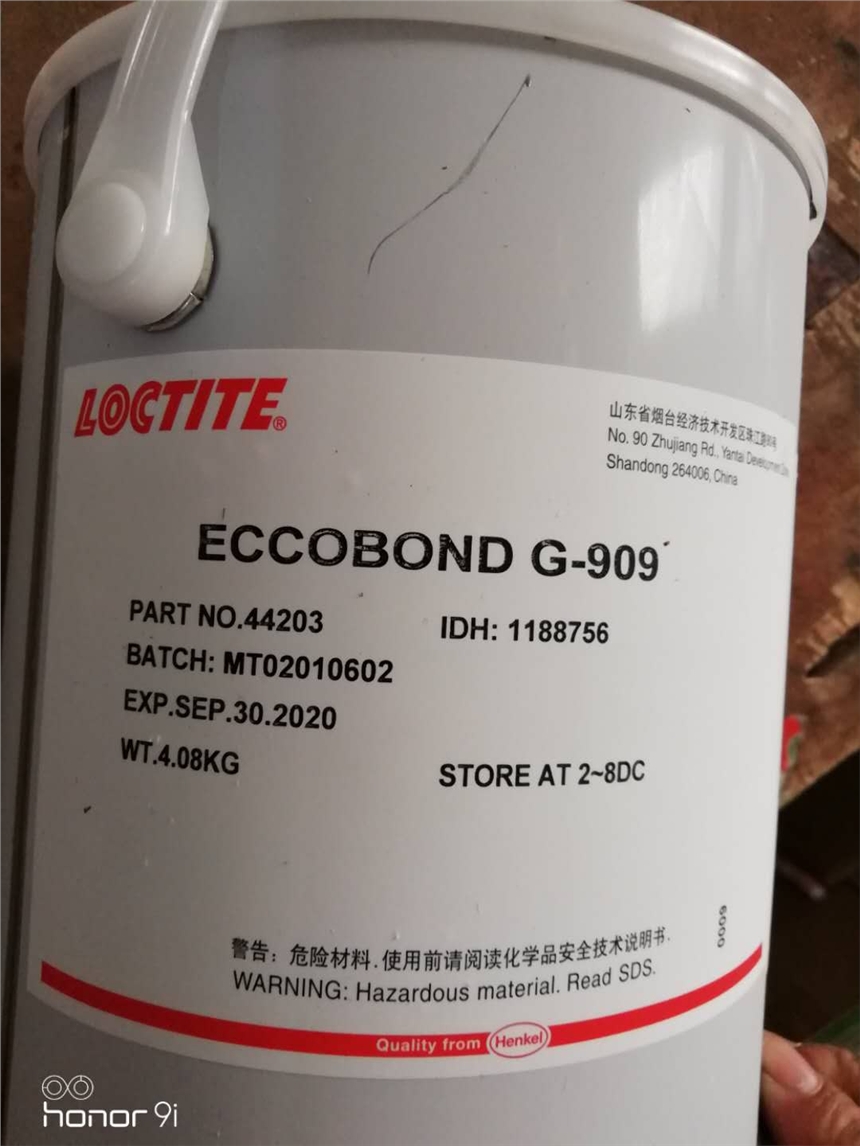 LOCTITE®
山东省烟台经济技术开发区珠江路90号
No. 90 Zhujiang Rd., Yantai Development
Shandong 264006, China
ECCOBOND G-909
PART NO.44203
IDH: 1188756
BATCH: MT02010602
EXP.SEP.30.2020
WT.4.08KG
STORE AT 2~8DC
6000
警告：危险材料.使用前请阅读化学品安全技术说明书.
WARNING: Hazardous material. Read SDS.
Quality from Henkel
honor 9i